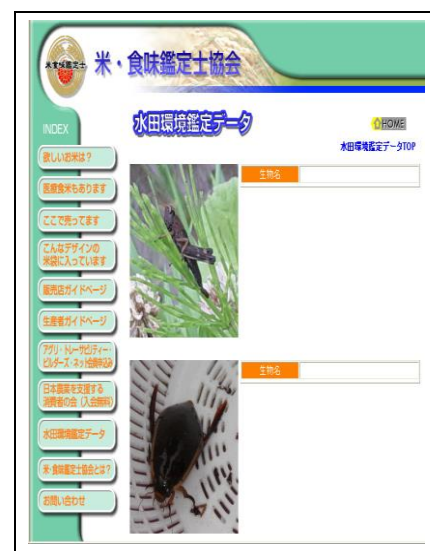 米食味鑑定士
米・食味鑑定士協会
INDEX
水田環境鑑定データ
HOME
水田環境鑑定データTOP
欲しいお米は？
医療食米もあります
ここで売ってます
こんなデザインの
米袋に入っています
販売店ガイドページ
生産者ガイドページ
アグリ・トレーサビリティー・
ビルダーズ・ネット会員申込み
日本農業を支援する
消費者の会（入会無料）
水田環境鑑定データ
米・食味鑑定士協会とは？
お問い合わせ
生物名
生物名